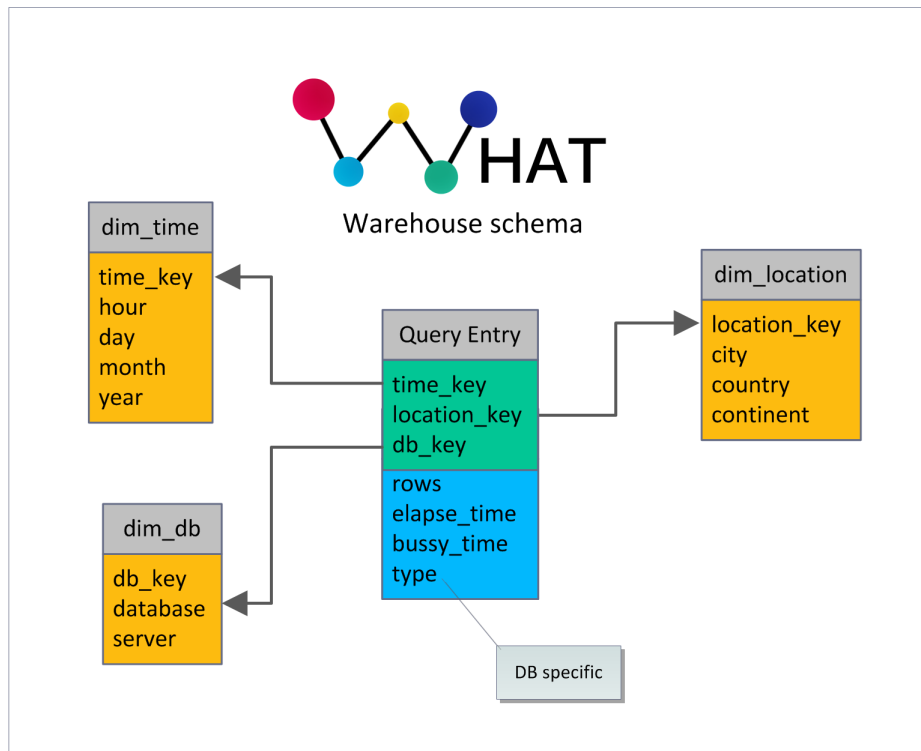 HAT
Warehouse schema
dim_time
time_key
hour
day
month
year
dim_location
location_key
city
country
continent
Query Entry
time_key
location_key
db_key
rows
elapse_time
bussy_time
type
dim_db
db_key
database
server
DB specific